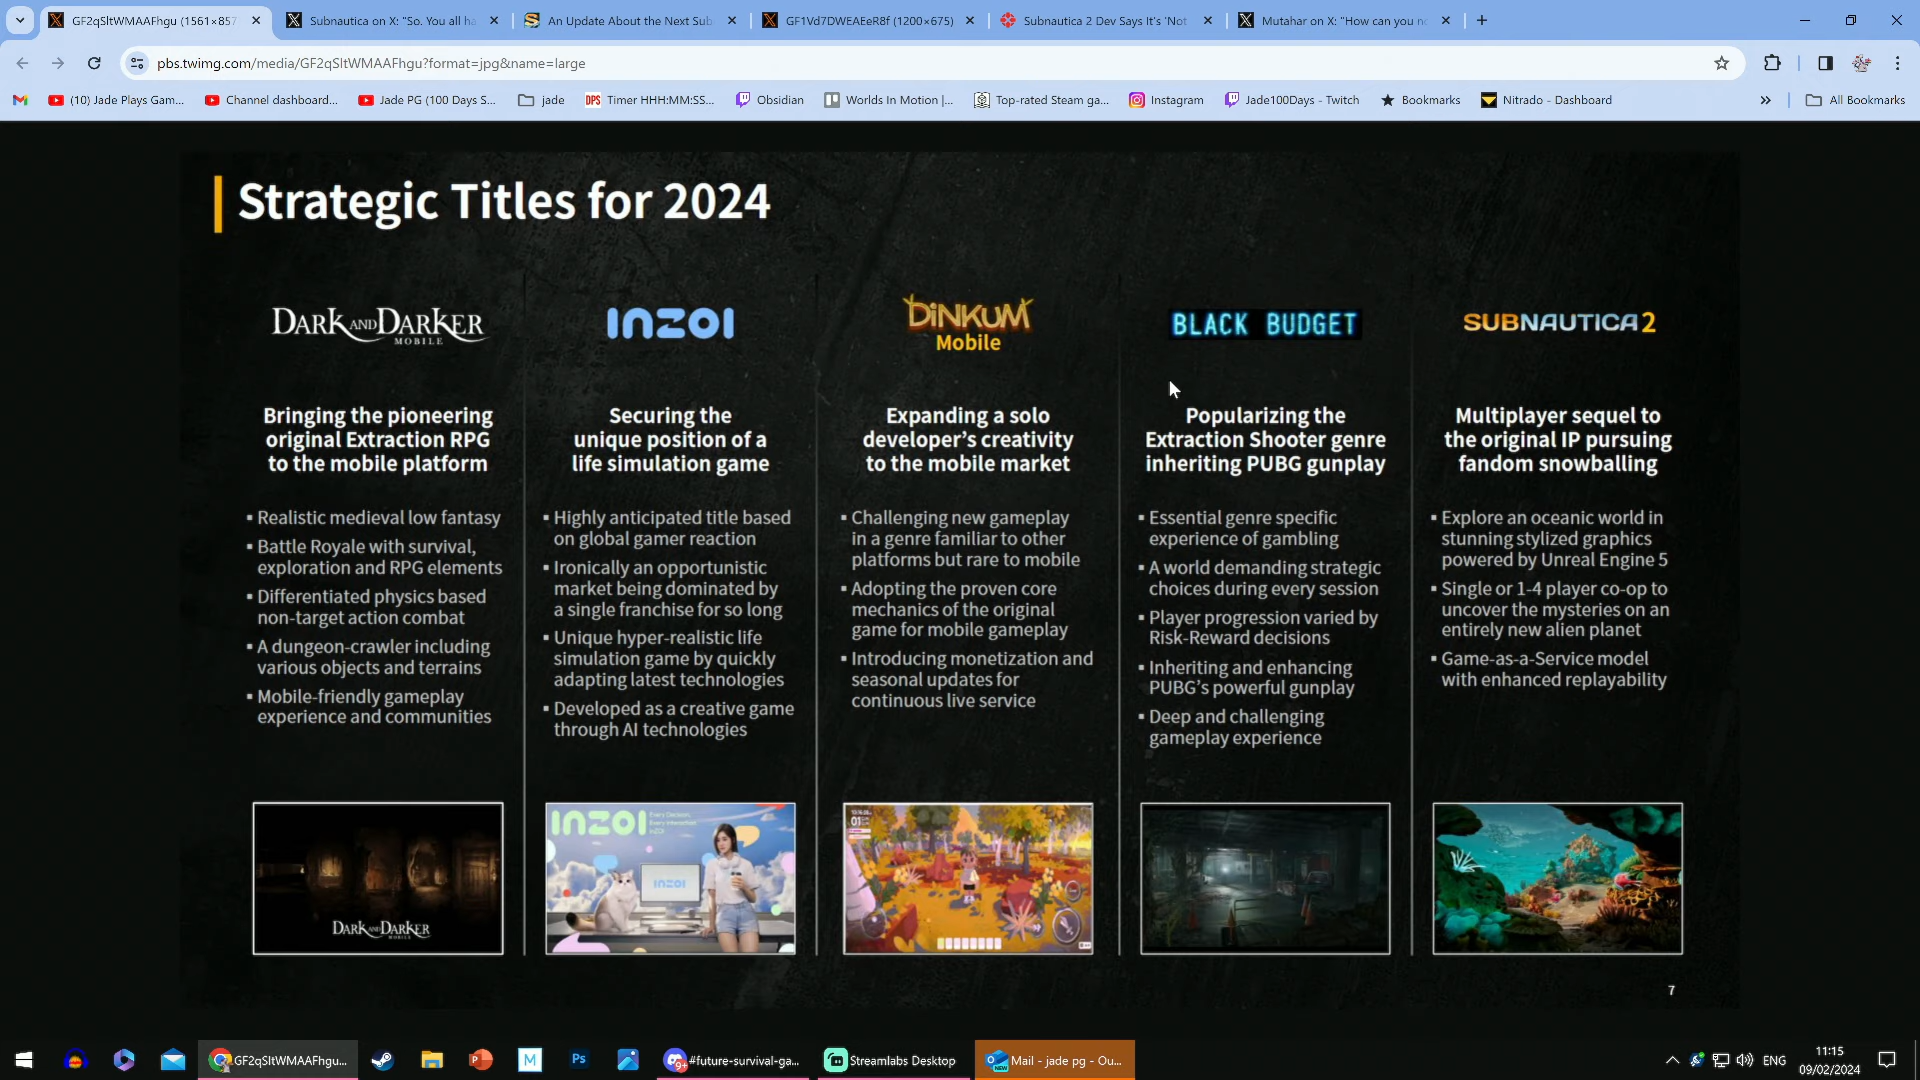 GF2qSltWMAAFhgu (1561×857
Subnautica on X: "So. You all ha
An Update About the Next Sub
GF1Vd7DWEAEeR8f (1200×675)
Subnautica 2 Dev Says It's 'Not
Mutahar on X: "How can you n
pbs.twimg.com/media/GF2qSltWMAAFhgu?format=jpg&name=large
(10) Jade Plays Gam...
Channel dashboard...
Jade PG (100 Days S...
jade
DPS
Timer HHH:MM:SS...
Obsidian
Worlds In Motion |...
Top-rated Steam ga...
Instagram
Jade100Days - Twitch
Bookmarks
Nitrado - Dashboard
All Bookmarks
Strategic Titles for 2024
DARK AND DARKER
MOBILE
Bringing the pioneering
original Extraction RPG
to the mobile platform
▪ Realistic medieval low fantasy
▪ Battle Royale with survival,
exploration and RPG elements
▪ Differentiated physics based
non-target action combat
▪ A dungeon-crawler including
various objects and terrains
▪ Mobile-friendly gameplay
experience and communities
DARK AND DARKER
MOBILE
inZOI
Securing the
unique position of a
life simulation game
▪ Highly anticipated title based
on global gamer reaction
▪ Ironically an opportunistic
market being dominated by
a single franchise for so long
▪ Unique hyper-realistic life
simulation game by quickly
adapting latest technologies
▪ Developed as a creative game
through AI technologies
inZOI
Every Decision,
inZOI
DiNKUM
Mobile
Expanding a solo
developer's creativity
to the mobile market
▪ Challenging new gameplay
in a genre familiar to other
platforms but rare to mobile
▪ Adopting the proven core
mechanics of the original
game for mobile gameplay
▪ Introducing monetization and
seasonal updates for
continuous live service
01
BLACK BUDGET
Popularizing the
Extraction Shooter genre
inheriting PUBG gunplay
▪ Essential genre specific
experience of gambling
▪ A world demanding strategic
choices during every session
▪ Player progression varied by
Risk-Reward decisions
▪ Inheriting and enhancing
PUBG's powerful gunplay
▪ Deep and challenging
gameplay experience
SUBNAUTICA 2
Multiplayer sequel to
the original IP pursuing
fandom snowballing
▪ Explore an oceanic world in
stunning stylized graphics
powered by Unreal Engine 5
▪ Single or 1-4 player co-op to
uncover the mysteries on an
entirely new alien planet
▪ Game-as-a-Service model
with enhanced replayability
7
GF2qSltWMAAFhgu...
P
M
Ps
9+
#future-survival-ga...
Streamlabs Desktop
NEW
Mail - jade pg - Ou...
ENG
11:15
09/02/2024